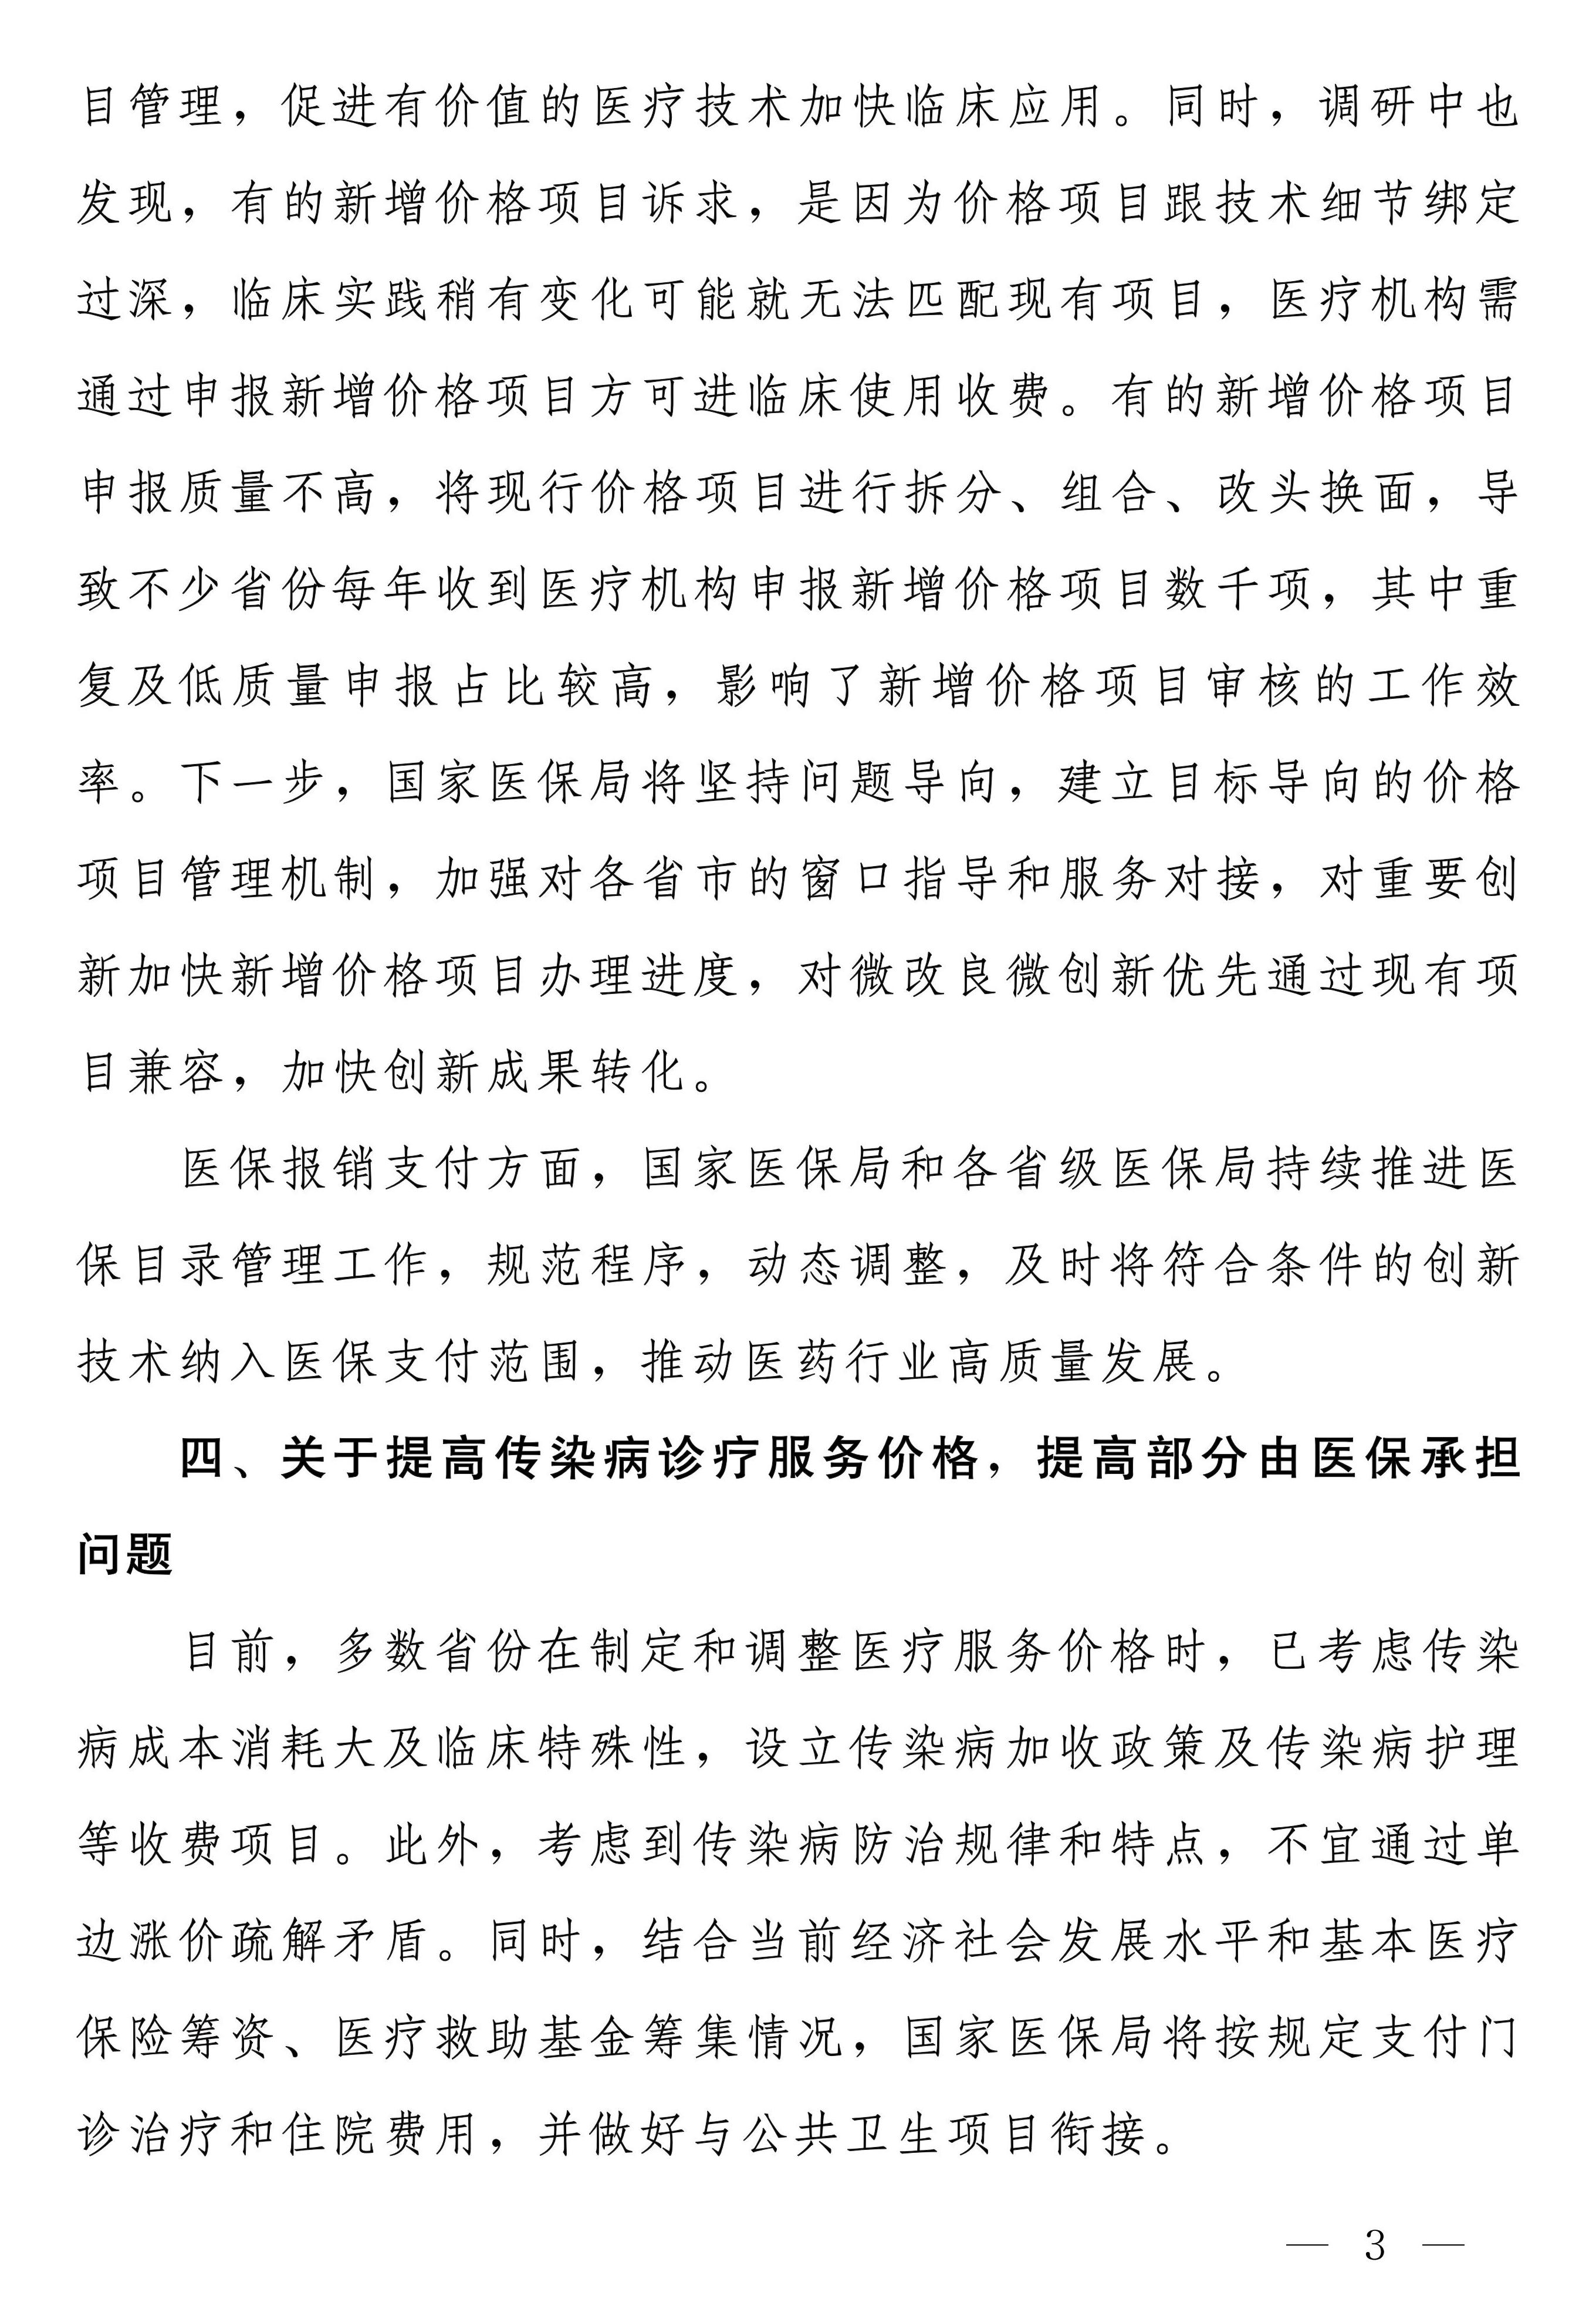 目管理，促进有价值的医疗技术加快临床应用。同时，调研中也
发现，有的新增价格项目诉求，是因为价格项目跟技术细节绑定
过深，临床实践稍有变化可能就无法匹配现有项目，医疗机构需
通过申报新增价格项目方可进临床使用收费。有的新增价格项目
申报质量不高，将现行价格项目进行拆分、组合、改头换面，导
致不少省份每年收到医疗机构申报新增价格项目数千项，其中重
复及低质量申报占比较高，影响了新增价格项目审核的工作效
率。下一步，国家医保局将坚持问题导向，建立目标导向的价格
项目管理机制，加强对各省市的窗口指导和服务对接，对重要创
新加快新增价格项目办理进度，对微改良微创新优先通过现有项
目兼容，加快创新成果转化。
医保报销支付方面，国家医保局和各省级医保局持续推进医
保目录管理工作，规范程序，动态调整，及时将符合条件的创新
技术纳入医保支付范围，推动医药行业高质量发展。
四、关于提高传染病诊疗服务价格，提高部分由医保承担
问题
目前，多数省份在制定和调整医疗服务价格时，已考虑传染
病成本消耗大及临床特殊性，设立传染病加收政策及传染病护理
等收费项目。此外，考虑到传染病防治规律和特点，不宜通过单
边涨价疏解矛盾。同时，结合当前经济社会发展水平和基本医疗
保险筹资、医疗救助基金筹集情况，国家医保局将按规定支付门
诊治疗和住院费用，并做好与公共卫生项目衔接。
— 3 —